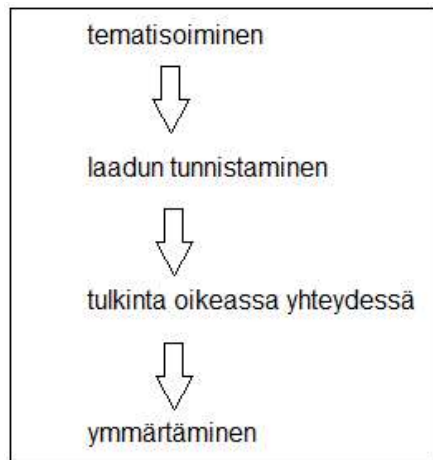 tematisoiminen
laadun tunnistaminen
tulkinta oikeassa yhteydessä
ymmärtäminen